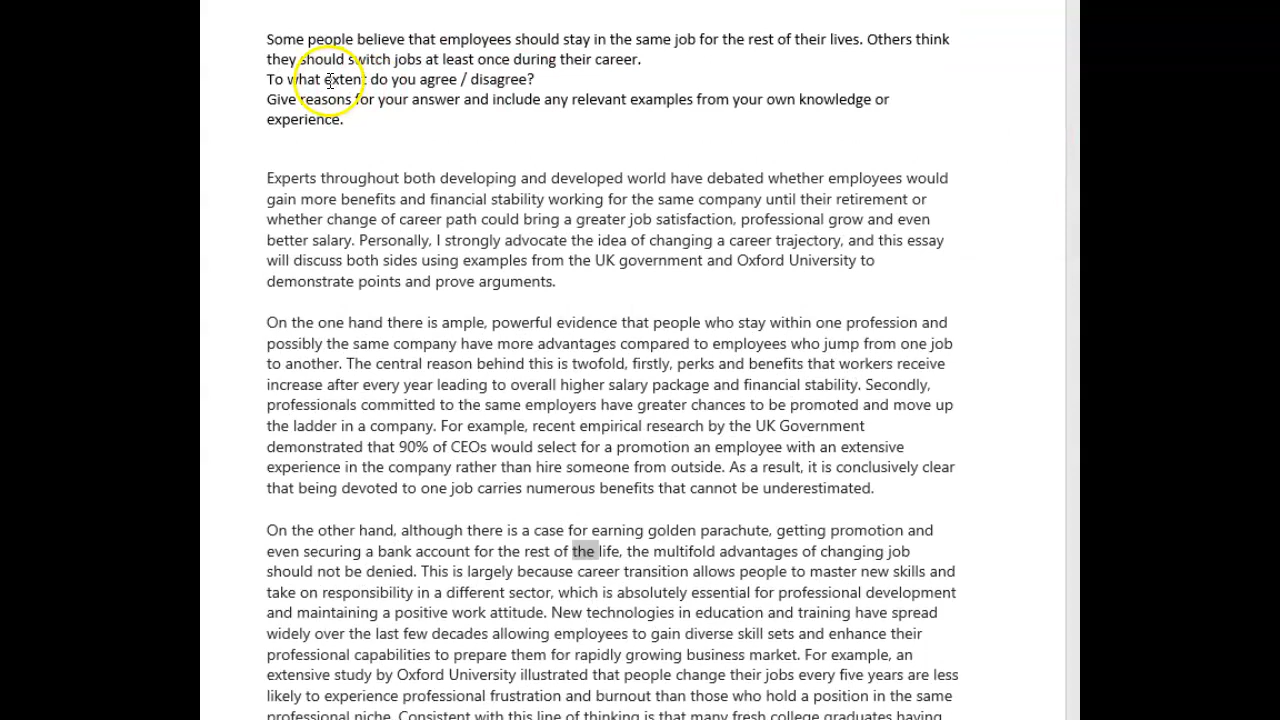 Some people believe that employees should stay in the same job for the rest of their lives. Others think
they should switch jobs at least once during their career.
To what extent do you agree / disagree?
Give reasons for your answer and include any relevant examples from your own knowledge or
experience.
Experts throughout both developing and developed world have debated whether employees would
gain more benefits and financial stability working for the same company until their retirement or
whether change of career path could bring a greater job satisfaction, professional grow and even
better salary. Personally, I strongly advocate the idea of changing a career trajectory, and this essay
will discuss both sides using examples from the UK government and Oxford University to
demonstrate points and prove arguments.
On the one hand there is ample, powerful evidence that people who stay within one profession and
possibly the same company have more advantages compared to employees who jump from one job
to another. The central reason behind this is twofold, firstly, perks and benefits that workers receive
increase after every year leading to overall higher salary package and financial stability. Secondly,
professionals committed to the same employers have greater chances to be promoted and move up
the ladder in a company. For example, recent empirical research by the UK Government
demonstrated that 90% of CEOs would select for a promotion an employee with an extensive
experience in the company rather than hire someone from outside. As a result, it is conclusively clear
that being devoted to one job carries numerous benefits that cannot be underestimated.
On the other hand, although there is a case for earning golden parachute, getting promotion and
even securing a bank account for the rest of the life, the multifold advantages of changing job
should not be denied. This is largely because career transition allows people to master new skills and
take on responsibility in a different sector, which is absolutely essential for professional development
and maintaining a positive work attitude. New technologies in education and training have spread
widely over the last few decades allowing employees to gain diverse skill sets and enhance their
professional capabilities to prepare them for rapidly growing business market. For example, an
extensive study by Oxford University illustrated that people change their jobs every five years are less
likely to experience professional frustration and burnout than those who hold a position in the same
professional niche. Consistent with this line of thinking is that many fresh college graduates having